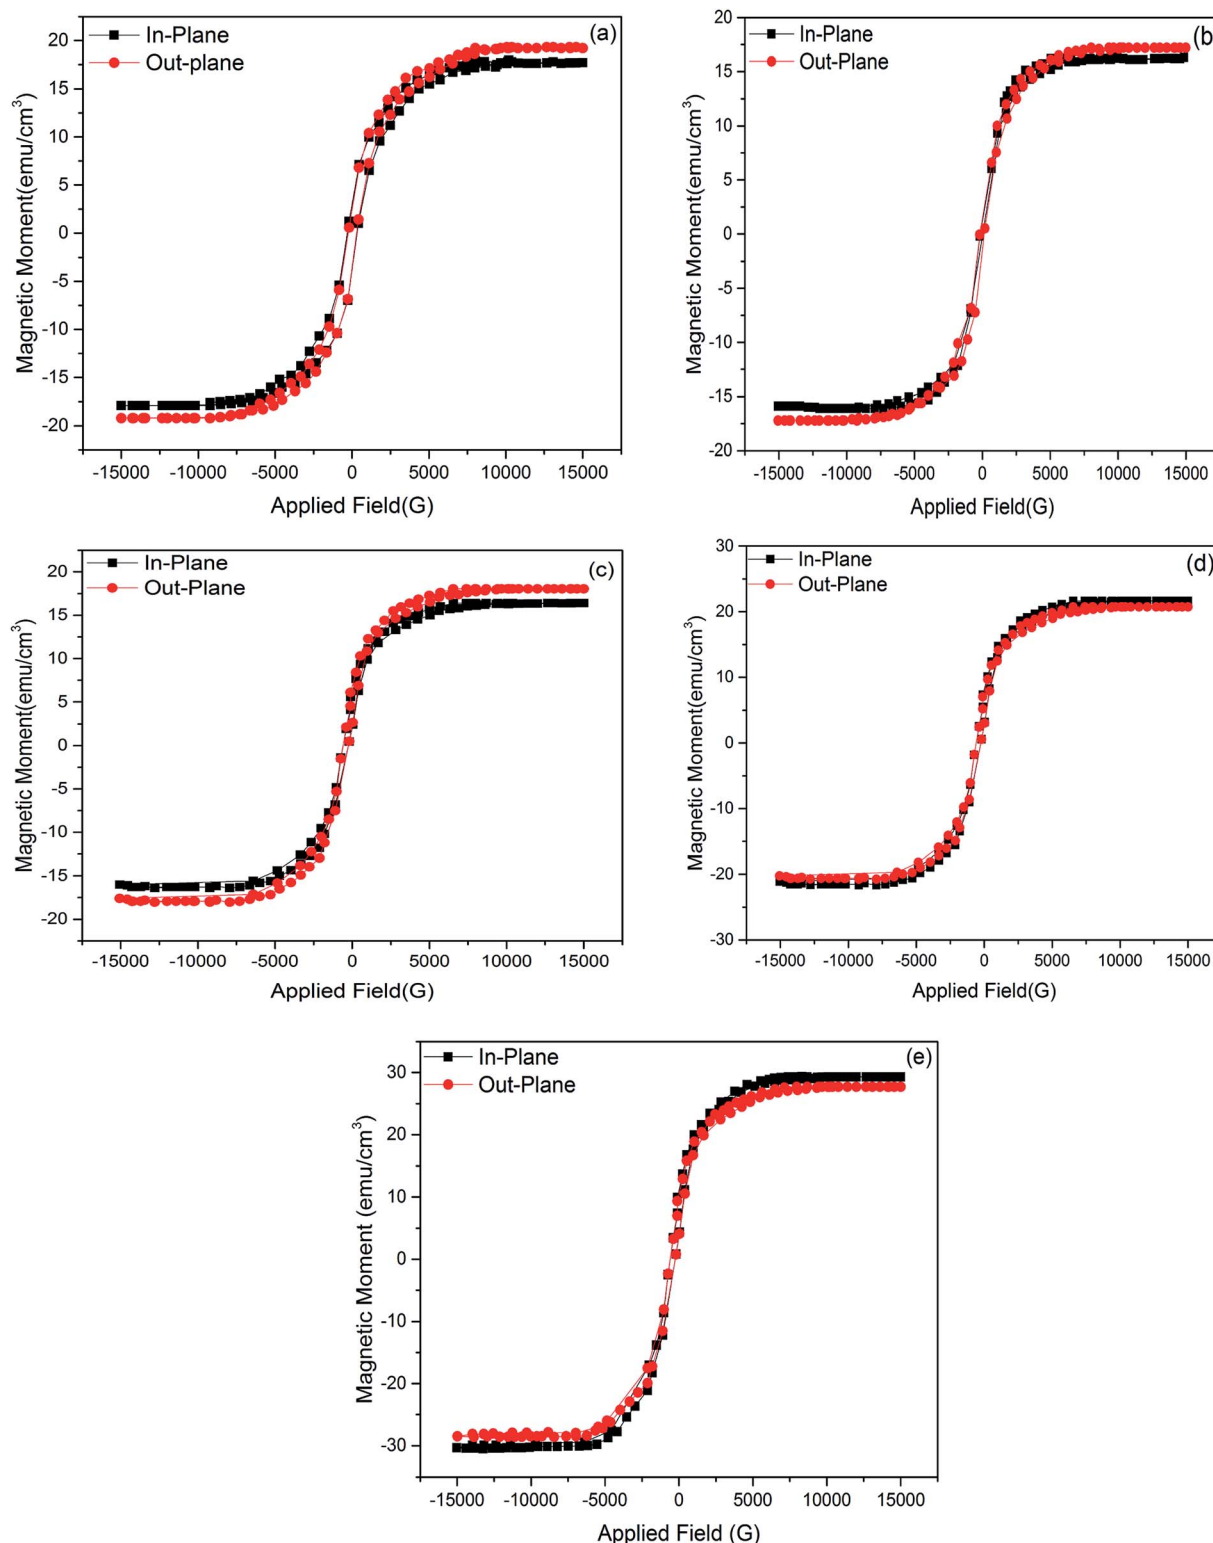 In-Plane
Out-plane
(a)
20
15
10
5
0
-5
-10
-15
-20
Magnetic Moment(emu/cm³)
-15000 -10000 -5000 0 5000 10000 15000
Applied Field(G)
In-Plane
Out-Plane
(b)
20
15
10
5
0
-5
-10
-15
-20
Magnetic Moment(emu/cm³)
-15000 -10000 -5000 0 5000 10000 15000
Applied Field(G)
In-Plane
Out-Plane
(c)
20
15
10
5
0
-5
-10
-15
-20
Magnetic Moment(emu/cm³)
-15000 -10000 -5000 0 5000 10000 15000
Applied Field(G)
In-Plane
Out-Plane
(d)
30
20
10
0
-10
-20
-30
Magnetic Moment(emu/cm³)
-15000 -10000 -5000 0 5000 10000 15000
Applied Field(G)
In-Plane
Out-Plane
(e)
30
20
10
0
-10
-20
-30
Magnetic Moment (emu/cm³)
-15000 -10000 -5000 0 5000 10000 15000
Applied Field (G)